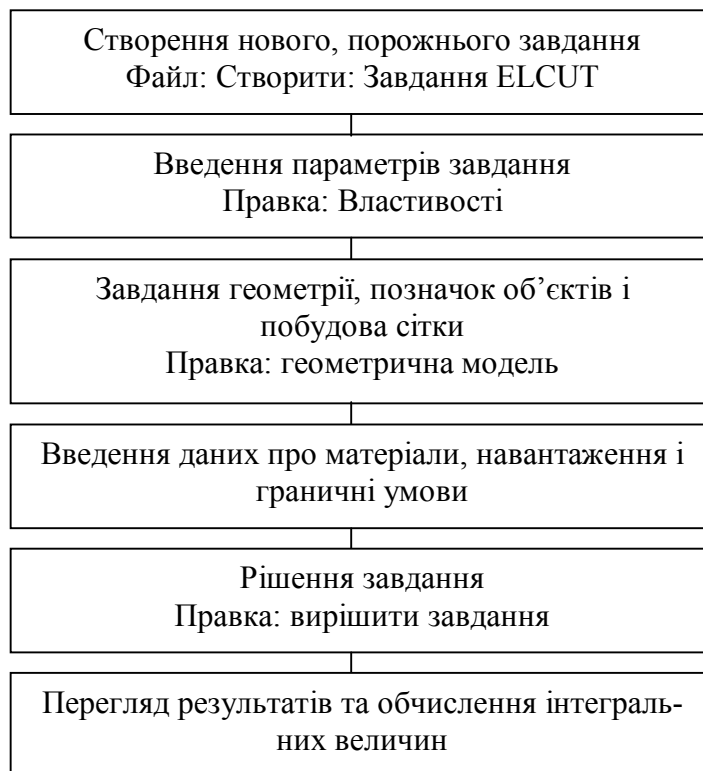 Створення нового, порожнього завдання
Файл: Створити: Завдання ELCUT
Введення параметрів завдання
Правка: Властивості
Завдання геометрії, позначок об’єктів і
побудова сітки
Правка: геометрична модель
Введення даних про матеріали, навантаження і
граничні умови
Рішення завдання
Правка: вирішити завдання
Перегляд результатів та обчислення інтеграль-
них величин